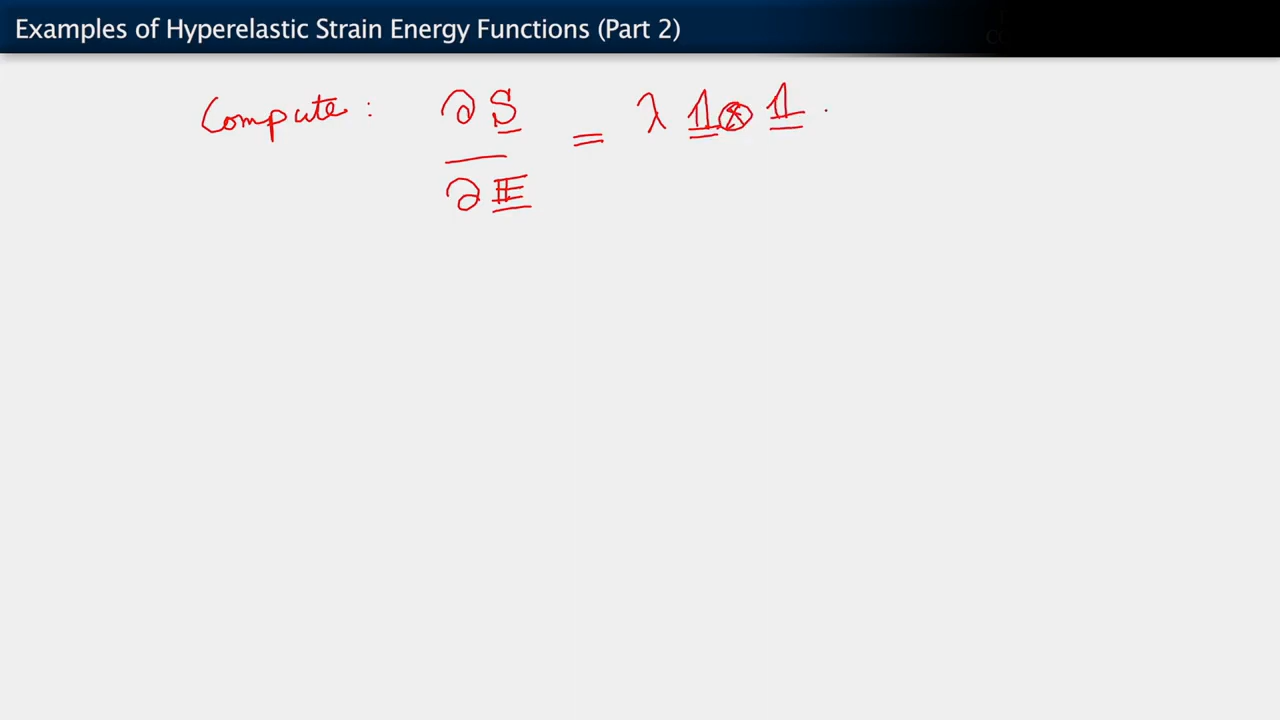 Examples of Hyperelastic Strain Energy Functions (Part 2)
Compute : ∂S / ∂E = λ 1 ⊗ 1